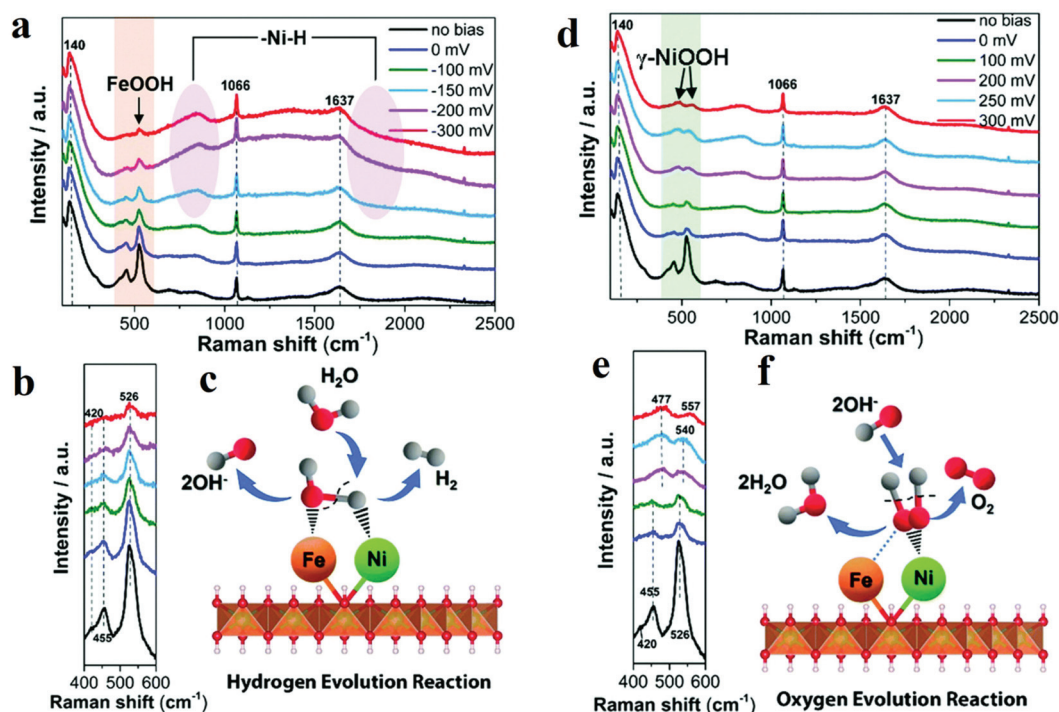 a
140
FeOOH
-Ni-H
1066
1637
no bias
0 mV
-100 mV
-150 mV
-200 mV
-300 mV
Intensity / a.u.
500
1000
1500
2000
2500
Raman shift (cm⁻¹)
d
140
γ-NiOOH
1066
1637
no bias
0 mV
100 mV
200 mV
250 mV
300 mV
Intensity / a.u.
500
1000
1500
2000
2500
Raman shift (cm⁻¹)
b
526
420
455
Intensity / a.u.
400 500 600
Raman shift (cm⁻¹)
c
H₂O
2OH⁻
H₂
Fe
Ni
Hydrogen Evolution Reaction
e
477
557
540
455
420
526
Intensity / a.u.
400 500 600
Raman shift (cm⁻¹)
f
2OH⁻
2H₂O
O₂
Fe
Ni
Oxygen Evolution Reaction